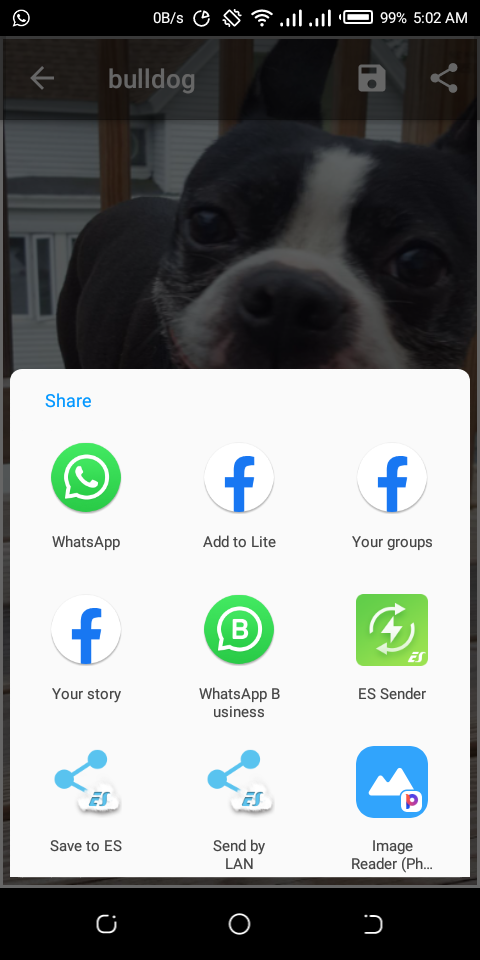 0B/s 99% 5:02 AM
bulldog
Share
WhatsApp
Add to Lite
Your groups
Your story
WhatsApp B
usiness
B
ES Sender
ES
Save to ES
ES
Send by
LAN
ES
Image
Reader (Ph...